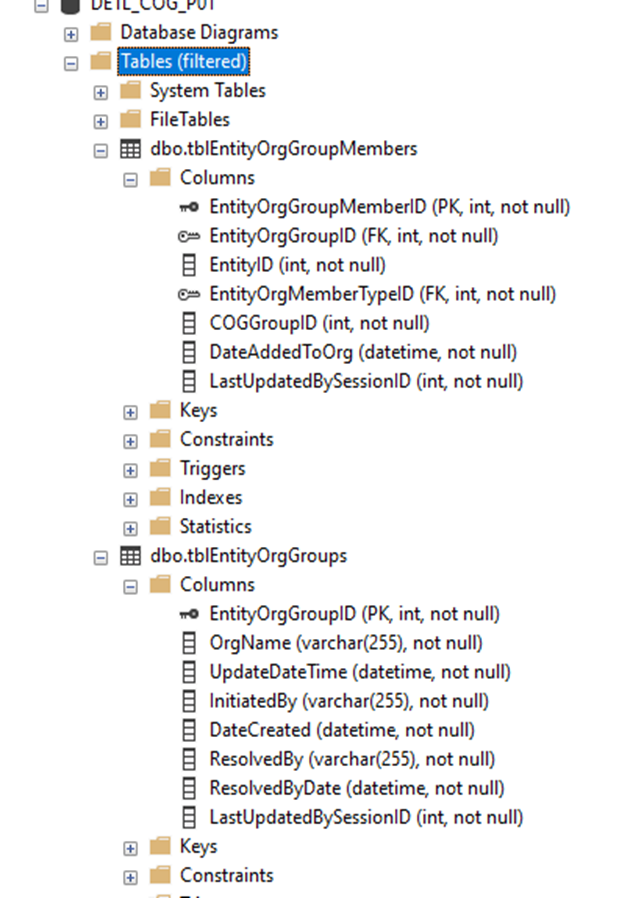 DETL_COG_P01
Database Diagrams
Tables (filtered)
System Tables
FileTables
dbo.tblEntityOrgGroupMembers
Columns
EntityOrgGroupMemberID (PK, int, not null)
EntityOrgGroupID (FK, int, not null)
EntityID (int, not null)
EntityOrgMemberTypeID (FK, int, not null)
COGGroupID (int, not null)
DateAddedToOrg (datetime, not null)
LastUpdatedBySessionID (int, not null)
Keys
Constraints
Triggers
Indexes
Statistics
dbo.tblEntityOrgGroups
Columns
EntityOrgGroupID (PK, int, not null)
OrgName (varchar(255), not null)
UpdateDateTime (datetime, not null)
InitiatedBy (varchar(255), not null)
DateCreated (datetime, not null)
ResolvedBy (varchar(255), not null)
ResolvedByDate (datetime, not null)
LastUpdatedBySessionID (int, not null)
Keys
Constraints